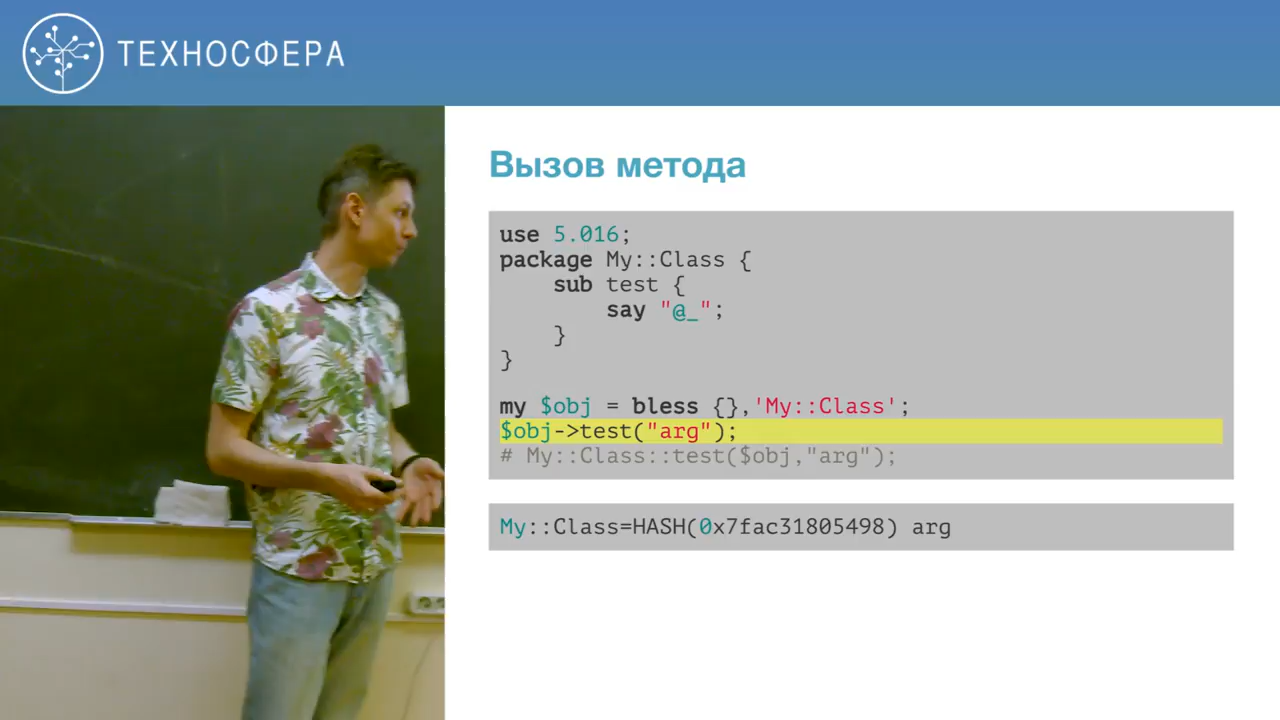 ТЕХНОСФЕРА
Вызов метода
use 5.016;
package My::Class {
    sub test {
        say "@_";
    }
}
my $obj = bless {},'My::Class';
$obj->test("arg");
# My::Class::test($obj,"arg");
My::Class=HASH(0x7fac31805498) arg